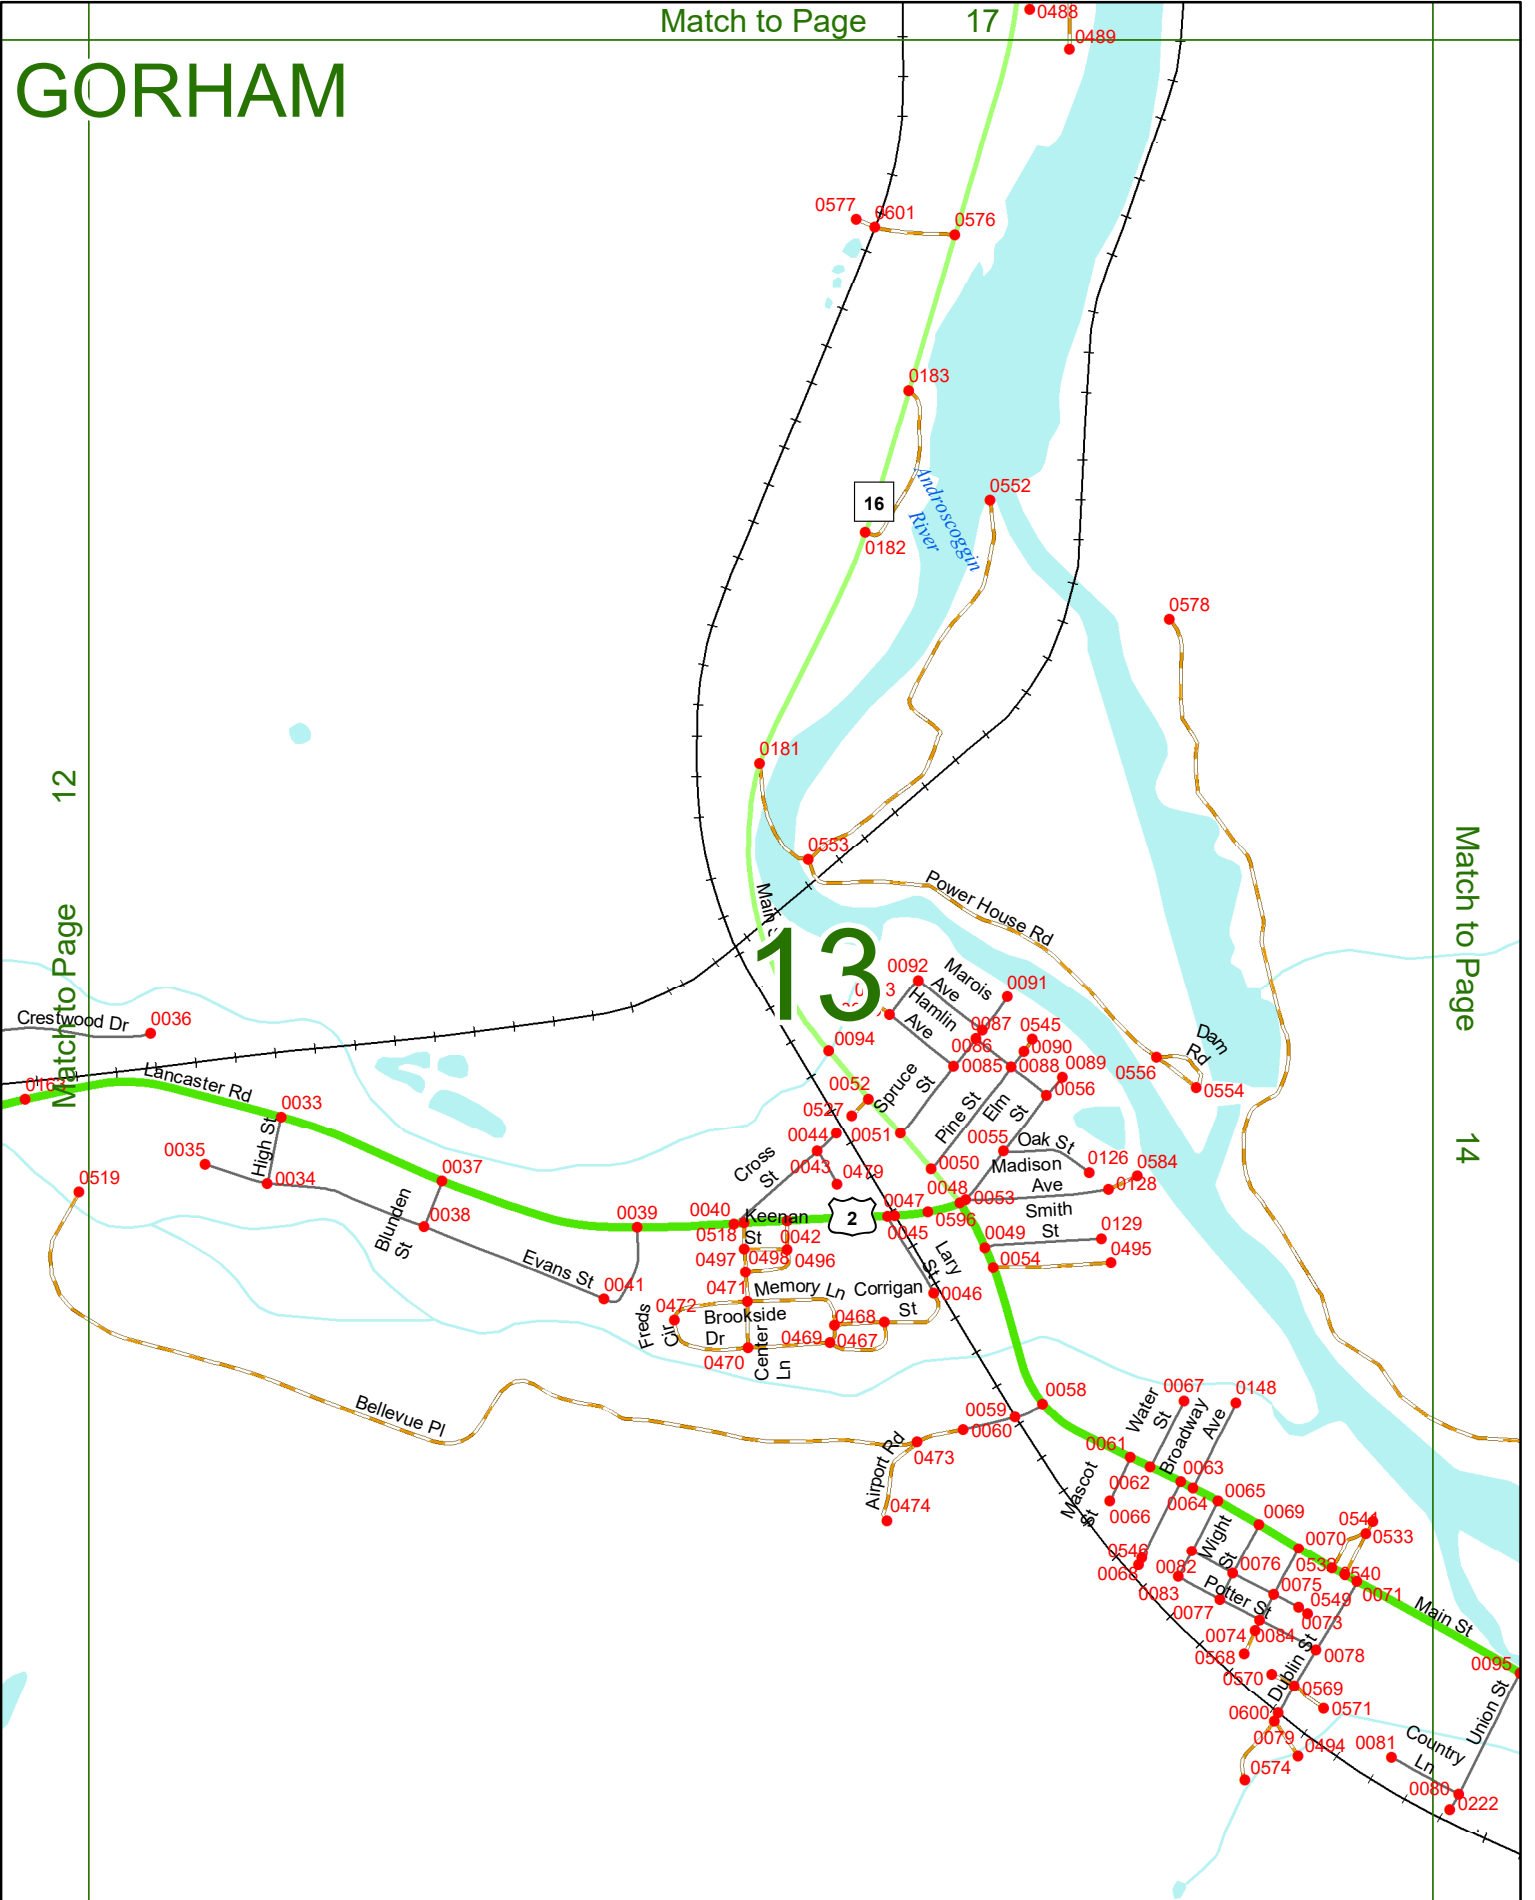 Match to Page 17
0488
0489
GORHAM
0577
0601
0576
0183
16
Androscoggin
River
0552
0182
0578
0181
12
Match to Page
0553
Power House Rd
Main
13
Match to Page
14
0092
Marois
Ave
0091
Hamlin
Ave
0087
0545
0086
0090
0094
Crestwood Dr
0036
Dam
Rd
0085
0088
0089
0556
0554
0163
Lancaster Rd
0033
0052
0527
Spruce
St
0056
Elm
St
Pine St
0035
High St
0034
0044
0051
0055
Oak St
0126
Cross
St
0043
0479
0050
Madison
Ave
0584
0128
0519
0037
Blunden
St
0038
0039
0040
Keenan
St
0518
0042
2
0047
0045
0048
0053
0596
Smith
St
0129
0049
0054
0495
Evans St
0041
0497
0498
0496
Lary
St
0471
Memory Ln
Corrigan
St
0046
0472
Freds
Cir
Brookside
Dr
0468
0469
0467
0470
Center
Ln
Bellevue Pl
0058
0059
0060
Airport Rd
0473
0474
0067
0148
Water
St
Broadway
Ave
0061
0062
0063
0064
0065
Mascot
St
0066
0069
0070
0541
0533
0540
0071
0546
0068
0082
Wight
St
0076
0075
0549
0073
0083
0077
Potter St
0074
0084
0568
0078
Main St
0095
0570
Dublin St
0569
0571
0600
0079
0494
0574
0081
Country
Ln
Union St
0080
0222